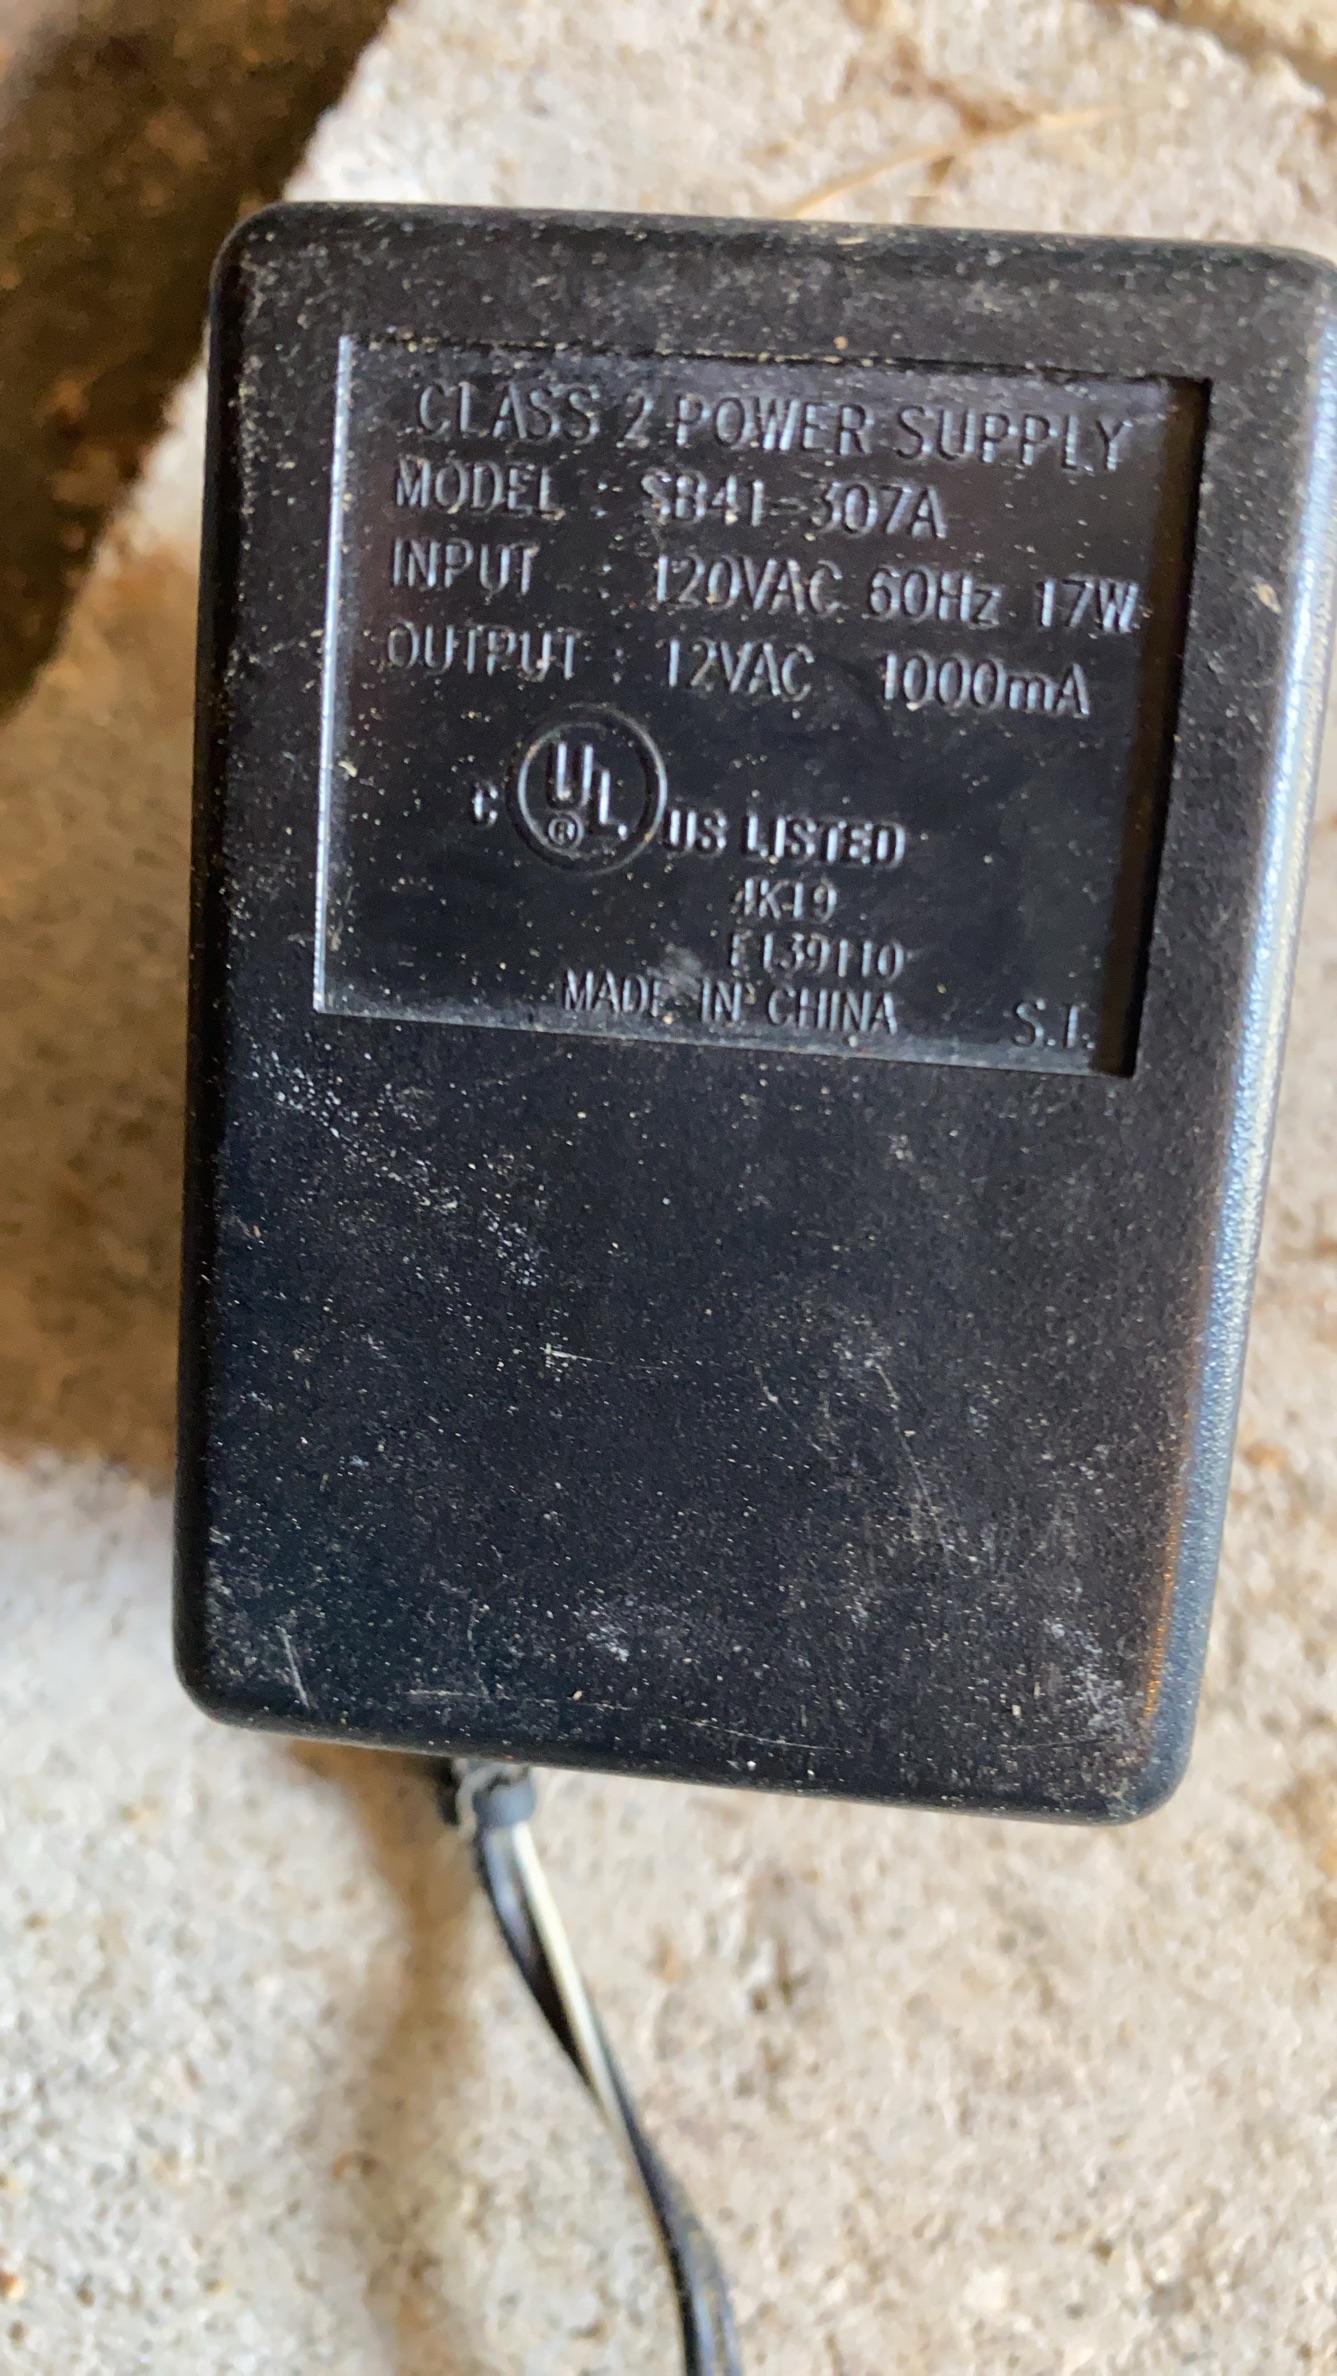 CLASS 2 POWER SUPPLY
MODEL : SB41-307A
INPUT : 120VAC 60Hz 17W
OUTPUT : 12VAC 1000mA
C UL ® US LISTED
4K19
E139110
MADE IN CHINA S.T.